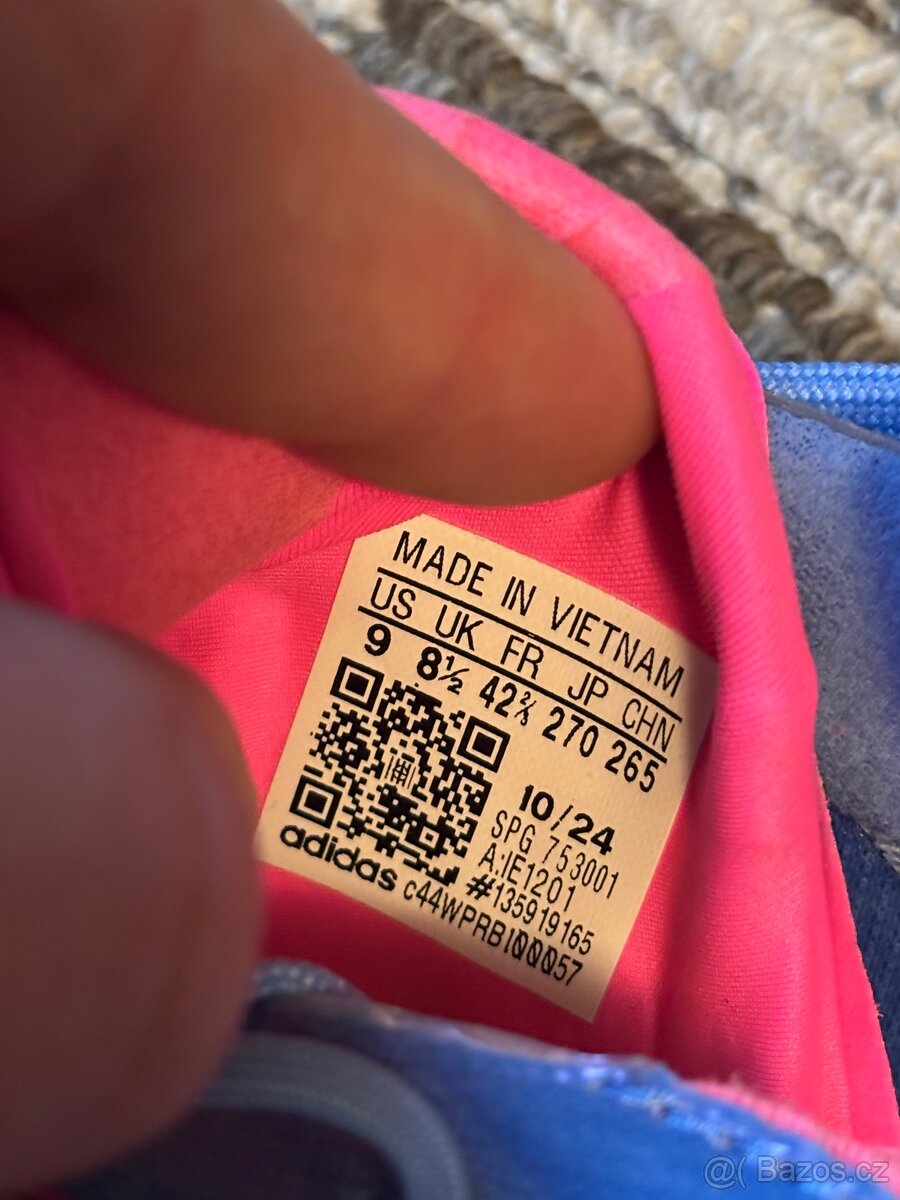 MADE IN VIETNAM
US UK FR JP CHN
9 8½ 42⅔ 270 265
10/24
SPG 753001
A:IE1201
#135919165
adidas c44WPRBI00057
@( Bazos.cz